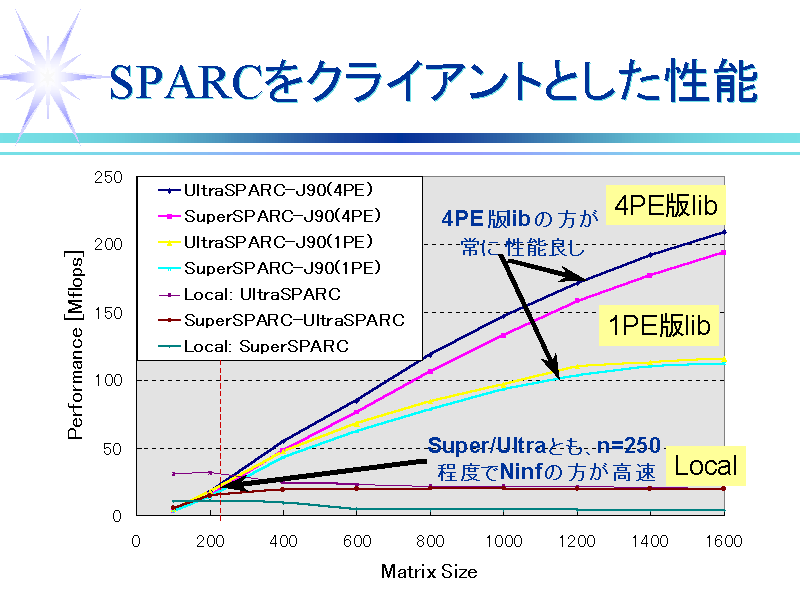 SPARCをクライアントとした性能
250
200
150
100
50
0
Performance [Mflops]
UltraSPARC-J90(4PE)
SuperSPARC-J90(4PE)
UltraSPARC-J90(1PE)
SuperSPARC-J90(1PE)
Local: UltraSPARC
SuperSPARC-UltraSPARC
Local: SuperSPARC
4PE版libの方が
常に性能良し
4PE版lib
1PE版lib
Super/Ultraとも、n=250
程度でNinfの方が高速
Local
0 200 400 600 800 1000 1200 1400 1600
Matrix Size